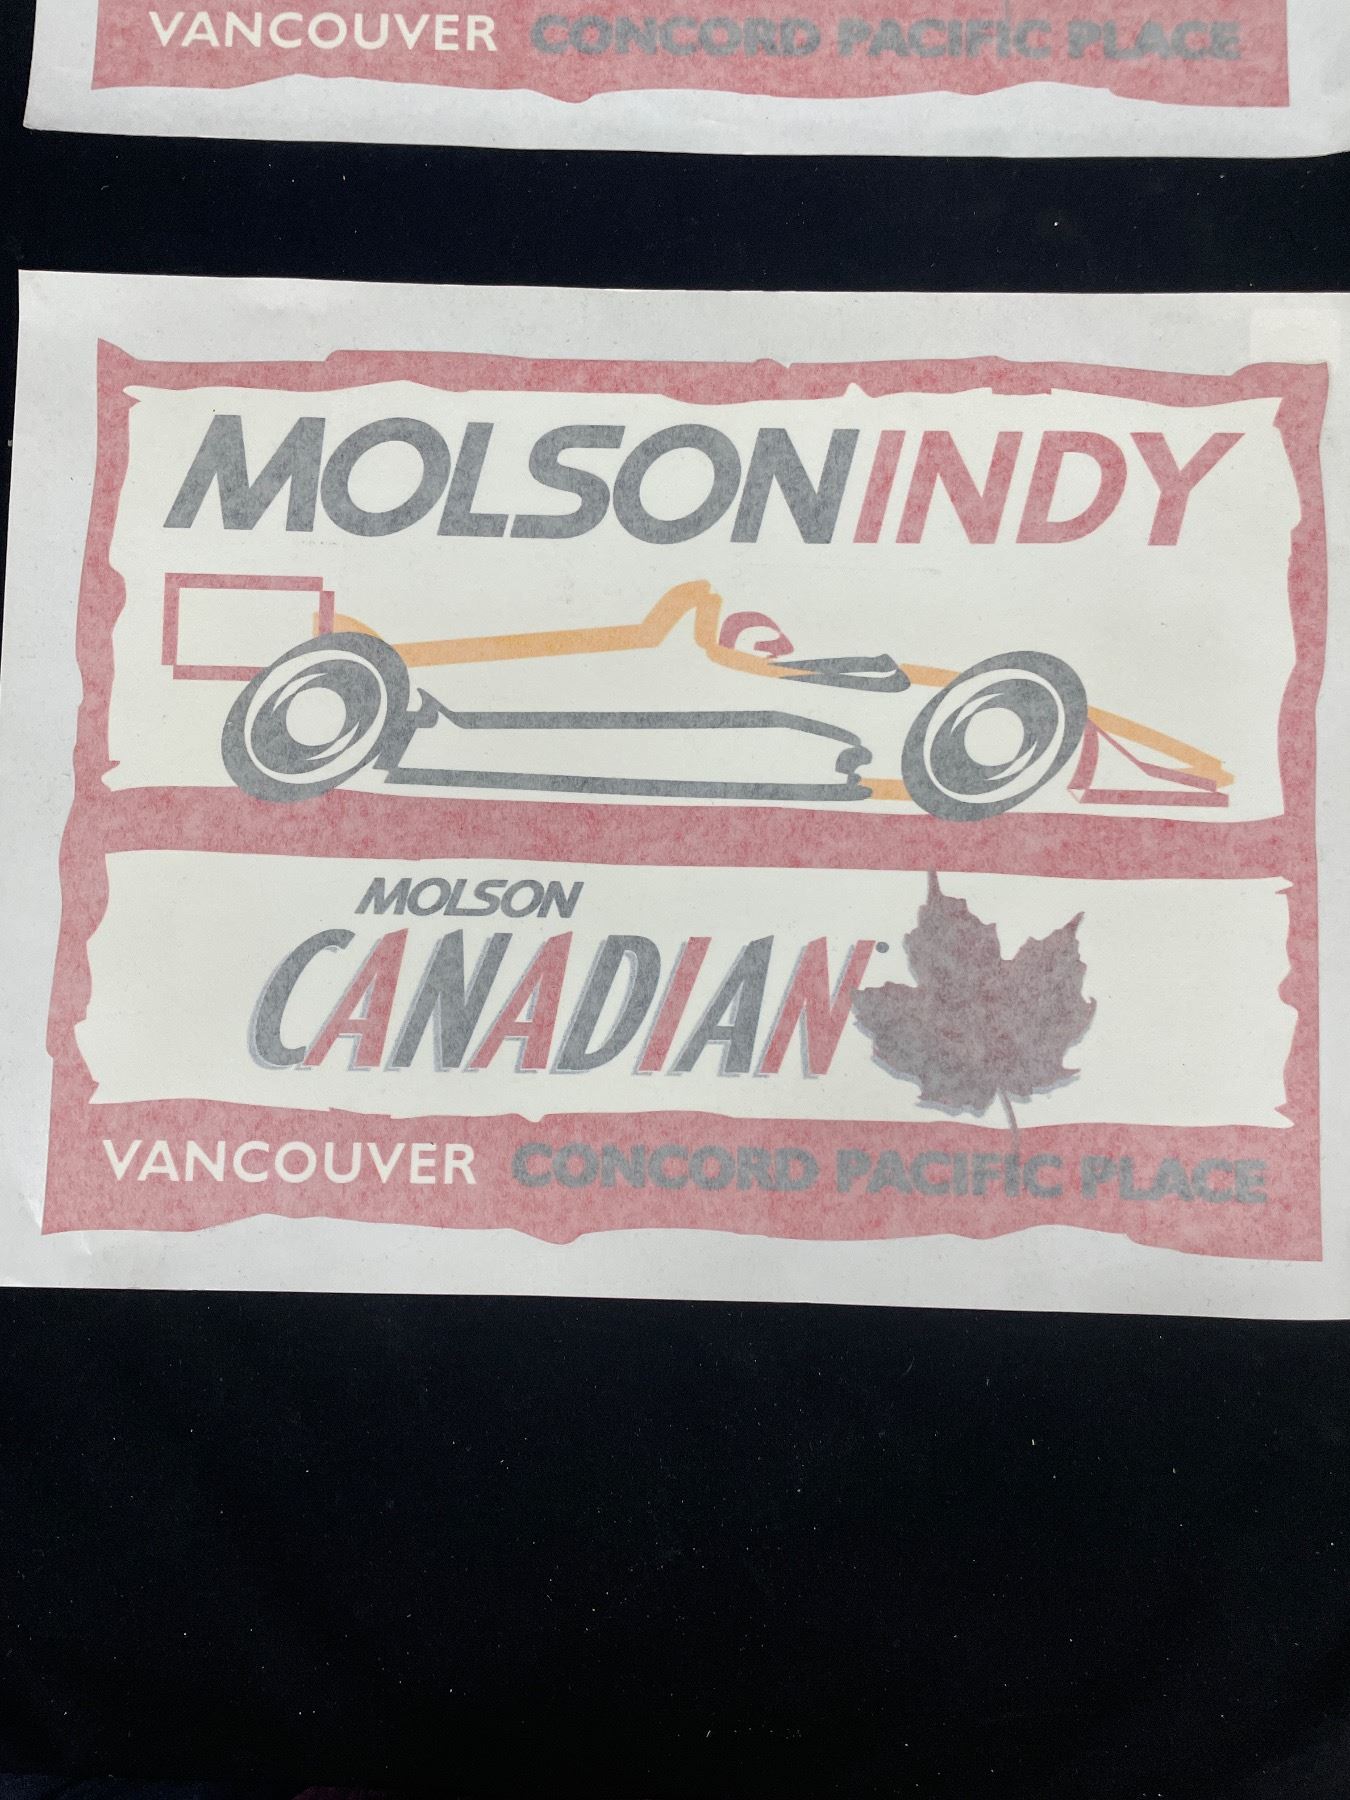 VANCOUVER CONCORD PACIFIC PLACE
MOLSONINDY
MOLSON
CANADIAN
VANCOUVER CONCORD PACIFIC PLACE